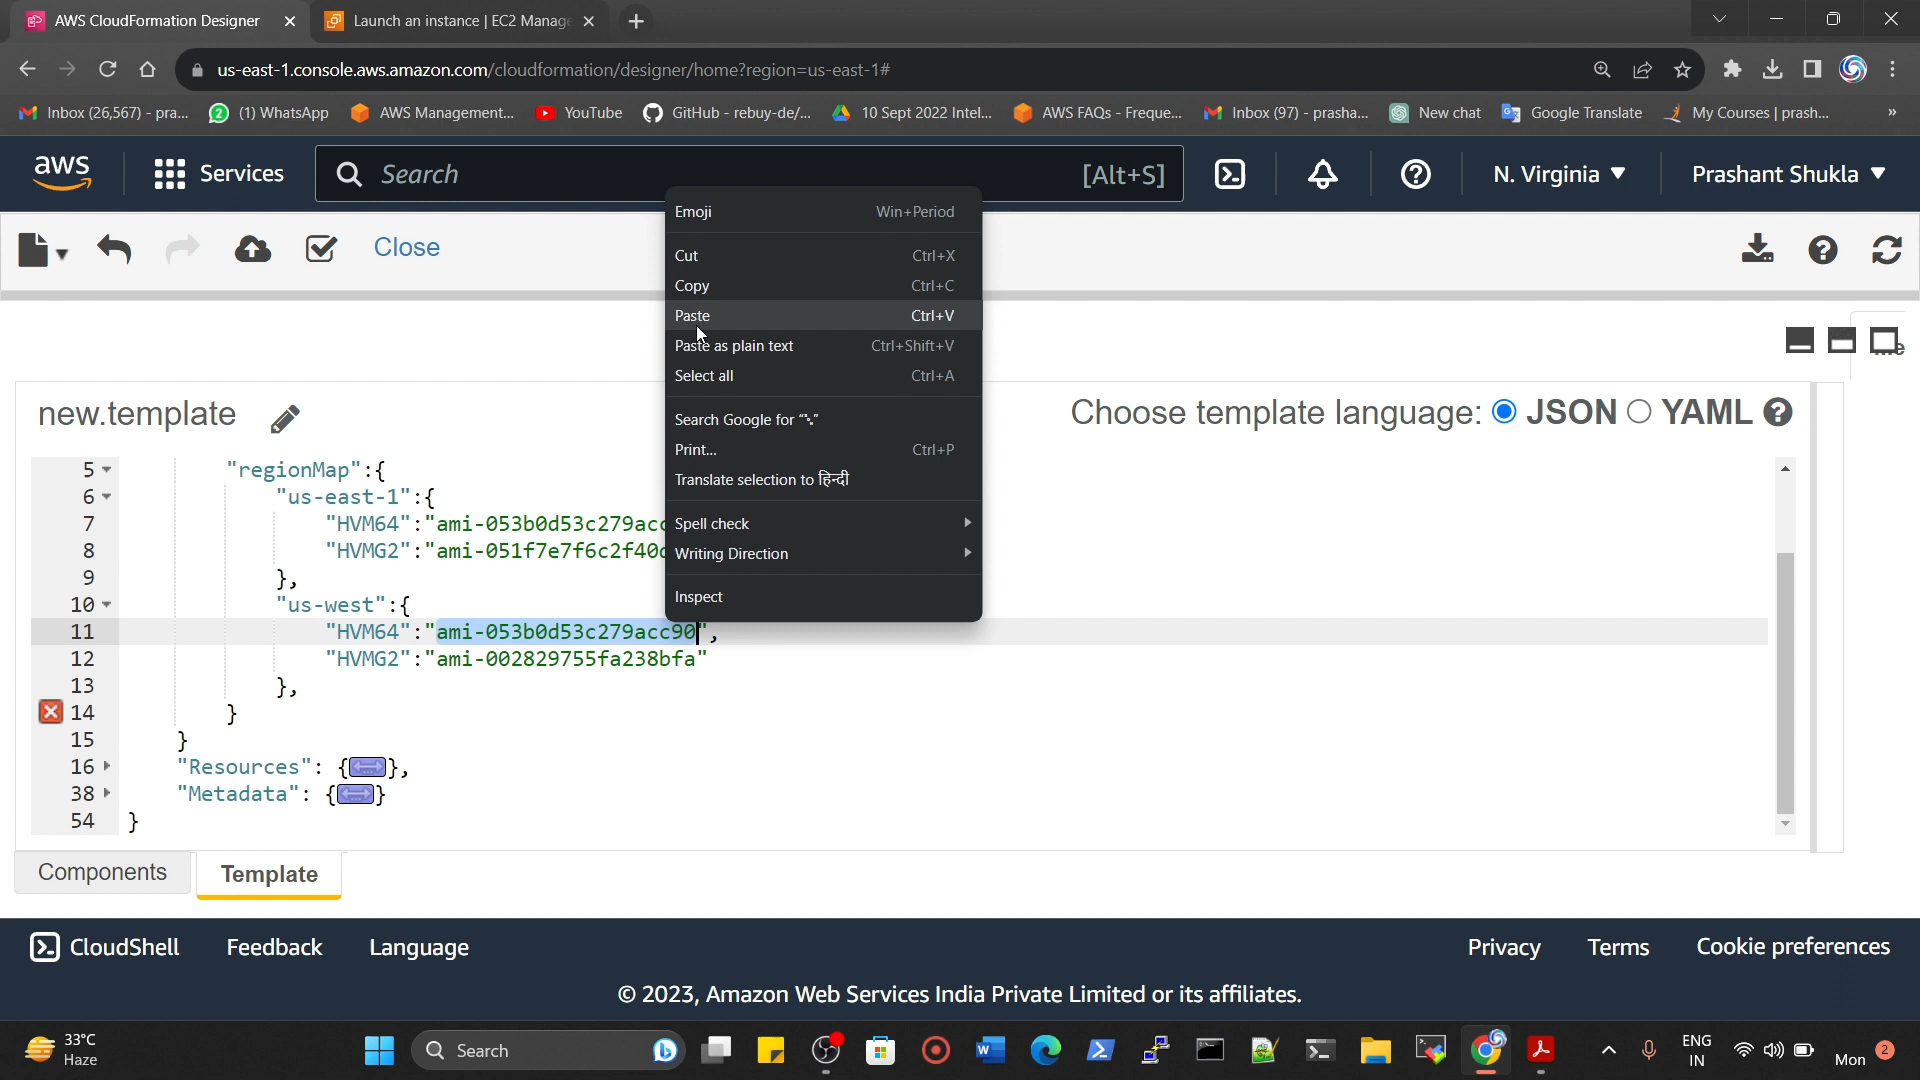 AWS CloudFormation Designer
Launch an instance | EC2 Manage
us-east-1.console.aws.amazon.com/cloudformation/designer/home?region=us-east-1#
Inbox (26,567) - pra...
(1) WhatsApp
AWS Management...
YouTube
GitHub - rebuy-de/...
10 Sept 2022 Intel...
AWS FAQs - Freque...
Inbox (97) - prasha...
New chat
Google Translate
My Courses | prash...
»
aws
Services
Search
[Alt+S]
N. Virginia
Prashant Shukla
Close
Emoji Win+Period
Cut Ctrl+X
Copy Ctrl+C
Paste Ctrl+V
Paste as plain text Ctrl+Shift+V
Select all Ctrl+A
Print... Ctrl+P
Translate selection to हिन्दी
Spell check
Writing Direction
Inspect
new.template
Choose template language: JSON YAML
5 "regionMap":{
6 "us-east-1":{
7 "HVM64":"ami-053b0d53c279acc
8 "HVMG2":"ami-051f7e7f6c2f40c
9 },
10 "us-west":{
11 "HVM64":"ami-053b0d53c279acc90",
12 "HVMG2":"ami-002829755fa238bfa"
13 },
14 }
15 }
16 "Resources": {},
38 "Metadata": {}
54 }
Components
Template
CloudShell
Feedback
Language
Privacy
Terms
Cookie preferences
© 2023, Amazon Web Services India Private Limited or its affiliates.
33°C
Haze
Search
ENG
IN
Mon
2